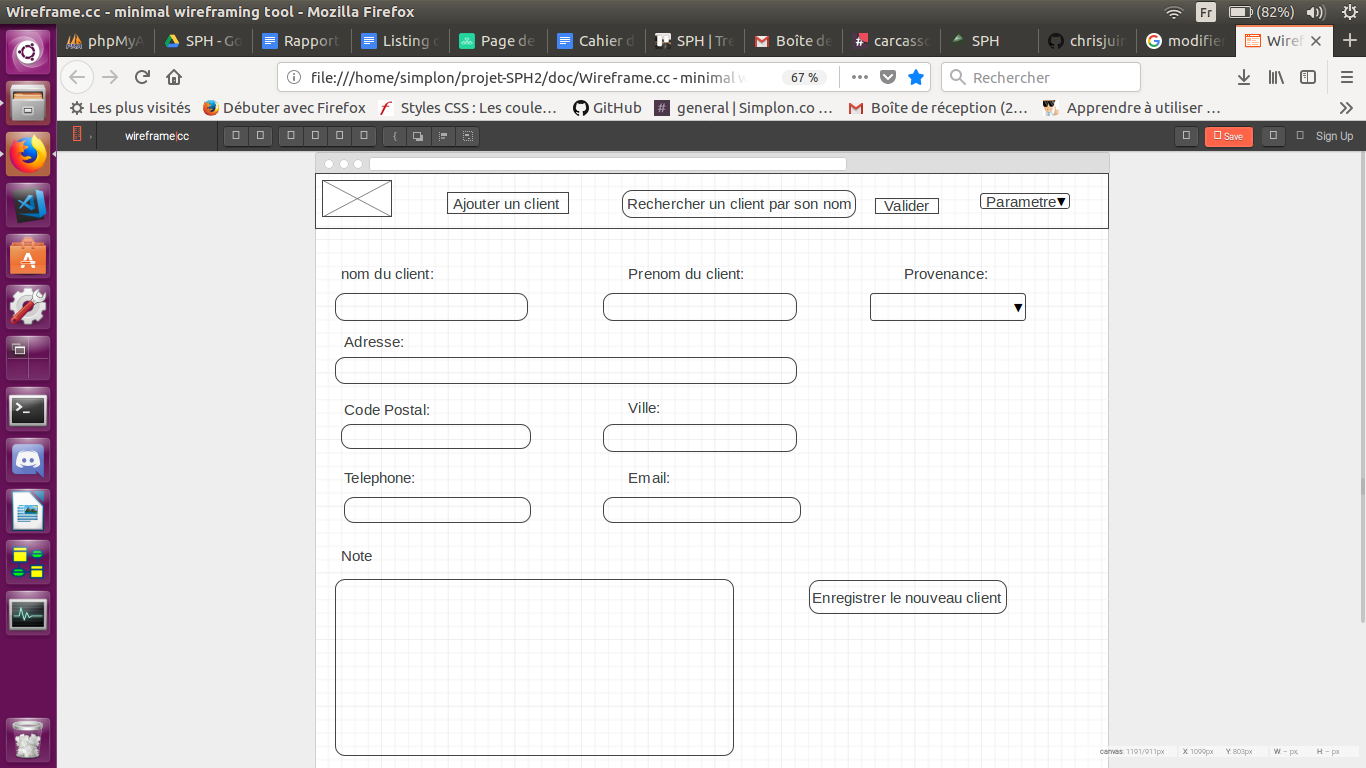 Wireframe.cc - minimal wireframing tool - Mozilla Firefox
Fr (82%)
phpMyA SPH - Go Rapport Listing c Page de Cahier d SPH | Tre Boîte de carcasso SPH chrisjuin modifier Wiref
file:///home/simplon/projet-SPH2/doc/Wireframe.cc - minimal w 67 % Rechercher
Les plus visités Débuter avec Firefox Styles CSS : Les coule… GitHub general | Simplon.co … Boîte de réception (2… Apprendre à utiliser …
wireframe|cc Save Sign Up
Ajouter un client Rechercher un client par son nom Valider Parametre▼
nom du client: Prenom du client: Provenance:
Adresse:
Code Postal: Ville:
Telephone: Email:
Note
Enregistrer le nouveau client
canvas 1191/911px X 1099px Y 803px W – px, H – px